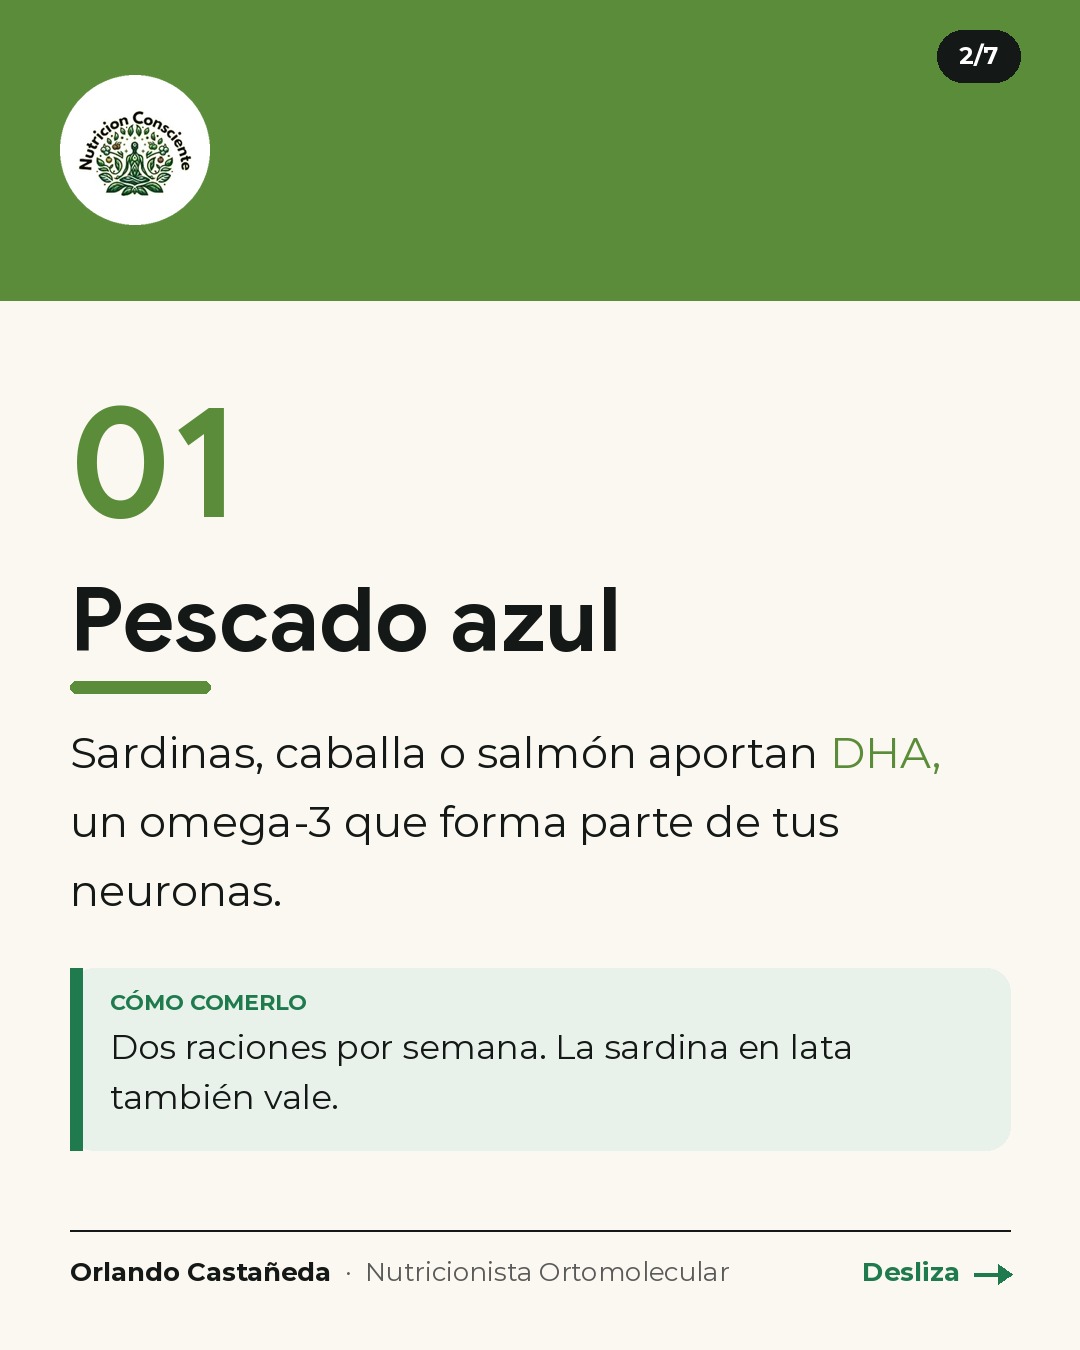 2/7
Nutricion Consciente
01
Pescado azul
Sardinas, caballa o salmón aportan DHA,
un omega-3 que forma parte de tus
neuronas.
CÓMO COMERLO
Dos raciones por semana. La sardina en lata
también vale.
Orlando Castañeda · Nutricionista Ortomolecular
Desliza →